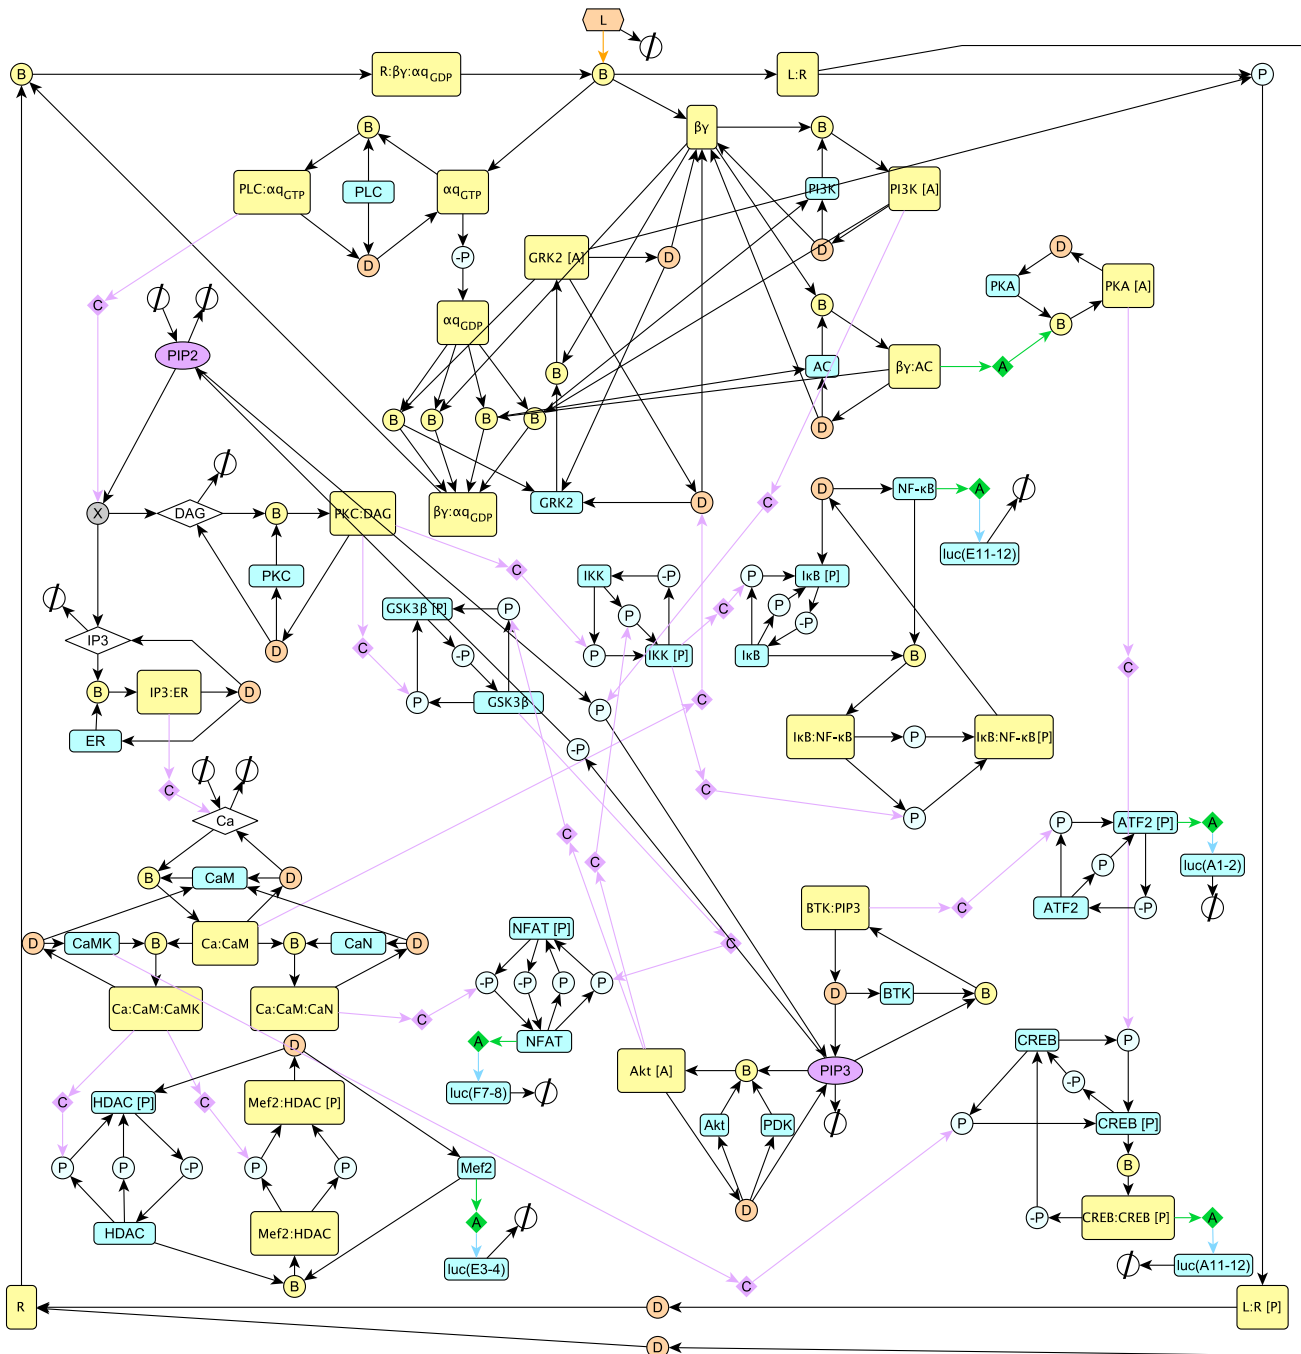 L
B
R:βγ:αqGDP
B
L:R
P
βγ
B
B
PLC:αqGTP
PLC
αqGTP
PI3K
PI3K [A]
D
-P
GRK2 [A]
D
D
D
PKA
PKA [A]
C
αqGDP
B
B
PIP2
B
AC
βγ:AC
A
B
B
B
B
D
DAG
PKC:DAG
βγ:αqGDP
GRK2
D
C
D
NF-κB
A
X
B
luc(E11-12)
PKC
C
IKK
-P
P
IκB [P]
GSK3β [P]
P
P
C
P
-P
IP3
D
C
-P
P
IKK [P]
IκB
B
C
B
IP3:ER
D
P
GSK3β
C
P
ER
-P
IκB:NF-κB
P
IκB:NF-κB[P]
C
C
Ca
P
C
C
P
ATF2 [P]
A
B
CaM
D
P
luc(A1-2)
BTK:PIP3
C
ATF2
-P
D
CaMK
B
Ca:CaM
B
CaN
D
NFAT [P]
C
-P
-P
P
P
D
BTK
B
Ca:CaM:CaMK
Ca:CaM:CaN
C
A
NFAT
CREB
P
D
Akt [A]
B
PIP3
-P
luc(F7-8)
C
HDAC [P]
C
Mef2:HDAC [P]
Akt
PDK
P
CREB [P]
P
P
-P
P
P
Mef2
B
D
A
-P
CREB:CREB [P]
A
HDAC
Mef2:HDAC
luc(E3-4)
luc(A11-12)
B
C
R
D
L:R [P]
D